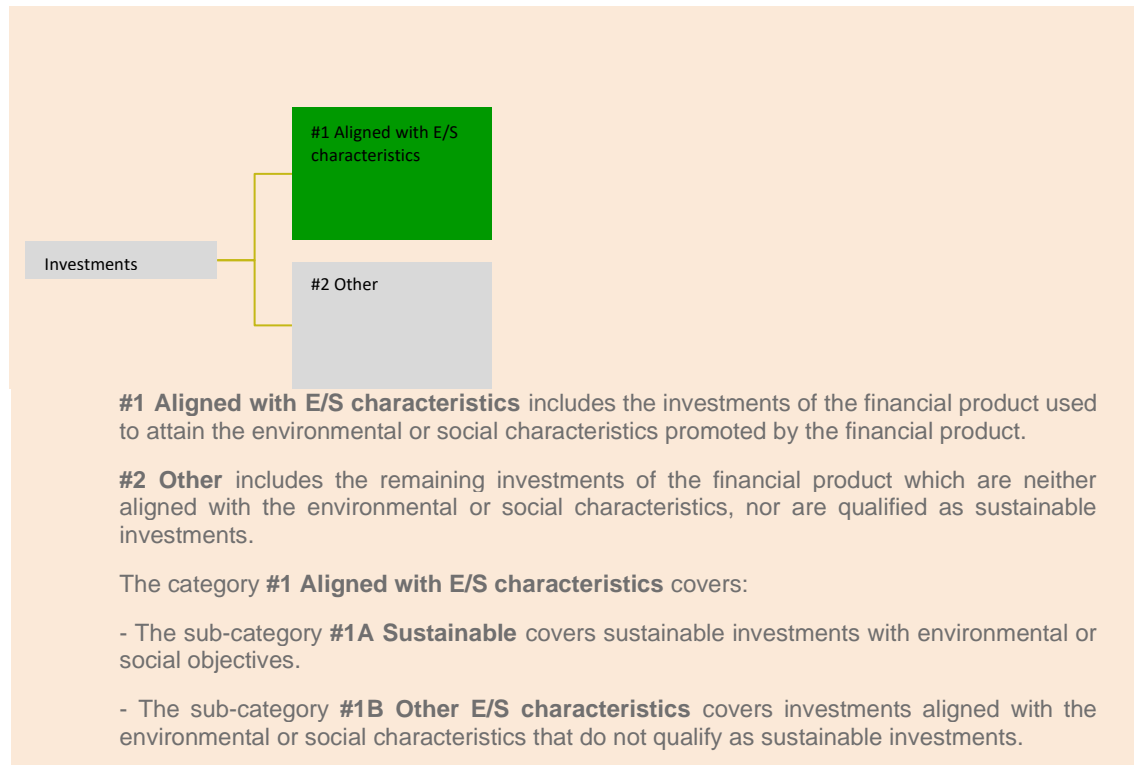 #1 Aligned with E/S
characteristics
Investments
#2 Other
#1 Aligned with E/S characteristics includes the investments of the financial product used
to attain the environmental or social characteristics promoted by the financial product.
#2 Other includes the remaining investments of the financial product which are neither
aligned with the environmental or social characteristics, nor are qualified as sustainable
investments.
The category #1 Aligned with E/S characteristics covers:
- The sub-category #1A Sustainable covers sustainable investments with environmental or
social objectives.
- The sub-category #1B Other E/S characteristics covers investments aligned with the
environmental or social characteristics that do not qualify as sustainable investments.